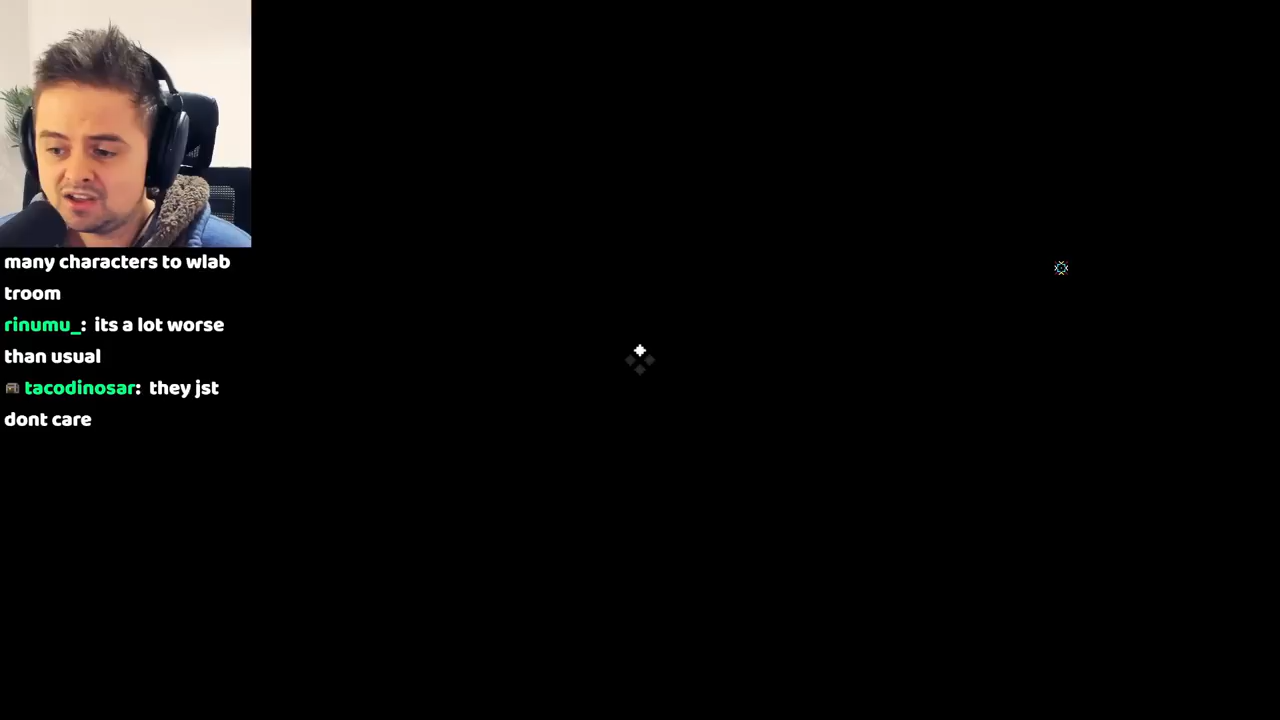 many characters to wlab
troom
rinumu_: its a lot worse
than usual
tacodinosar: they jst
dont care